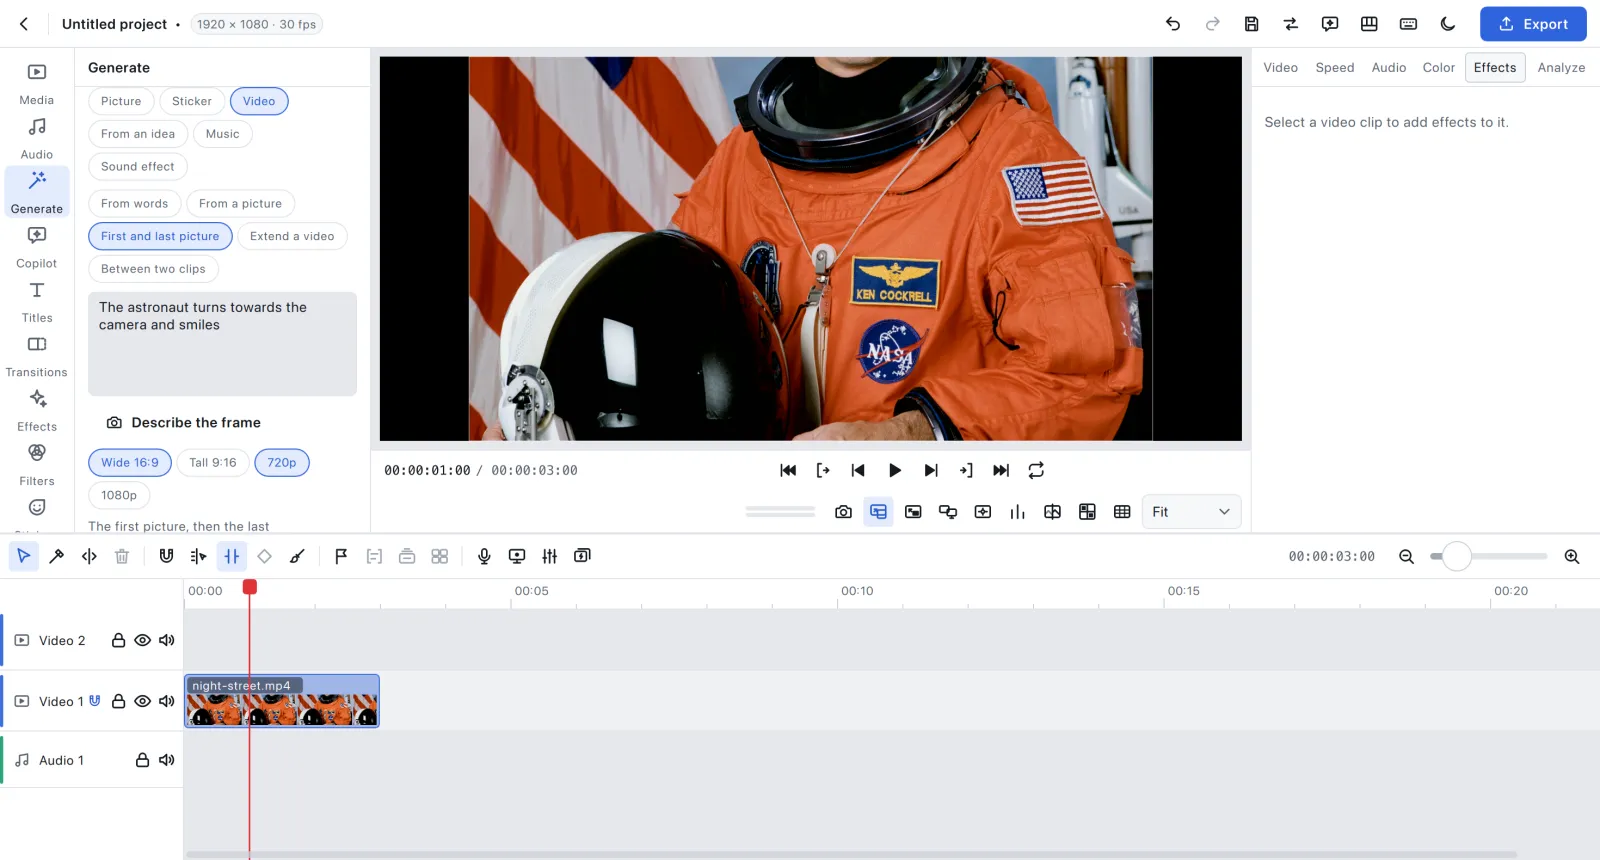 Untitled project •
1920 × 1080 · 30 fps
Export
Media
Audio
Generate
Copilot
Titles
Transitions
Effects
Filters
Generate
Picture
Sticker
Video
From an idea
Music
Sound effect
From words
From a picture
First and last picture
Extend a video
Between two clips
The astronaut turns towards the
camera and smiles
Describe the frame
Wide 16:9
Tall 9:16
720p
1080p
The first picture, then the last
USA
KEN COCKRELL
NASA
00:00:01:00 / 00:00:03:00
Fit
Video
Speed
Audio
Color
Effects
Analyze
Select a video clip to add effects to it.
00:00:03:00
00:00
00:05
00:10
00:15
00:20
Video 2
Video 1
night-street.mp4
Audio 1